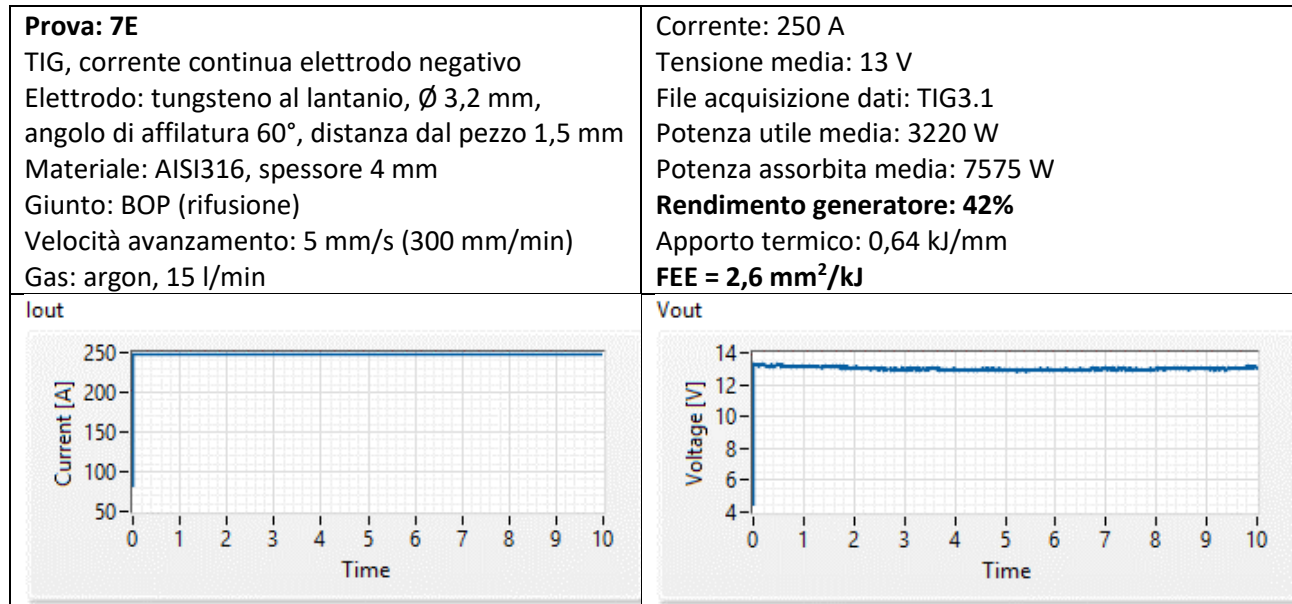 Prova: 7E
TIG, corrente continua elettrodo negativo
Elettrodo: tungsteno al lantanio, Ø 3,2 mm,
angolo di affilatura 60°, distanza dal pezzo 1,5 mm
Materiale: AISI316, spessore 4 mm
Giunto: BOP (rifusione)
Velocità avanzamento: 5 mm/s (300 mm/min)
Gas: argon, 15 l/min
Corrente: 250 A
Tensione media: 13 V
File acquisizione dati: TIG3.1
Potenza utile media: 3220 W
Potenza assorbita media: 7575 W
Rendimento generatore: 42%
Apporto termico: 0,64 kJ/mm
FEE = 2,6 mm²/kJ
Iout
Current [A]
250
200
150
100
50
0 1 2 3 4 5 6 7 8 9 10
Time
Vout
Voltage [V]
14
12
10
8
6
4
0 1 2 3 4 5 6 7 8 9 10
Time